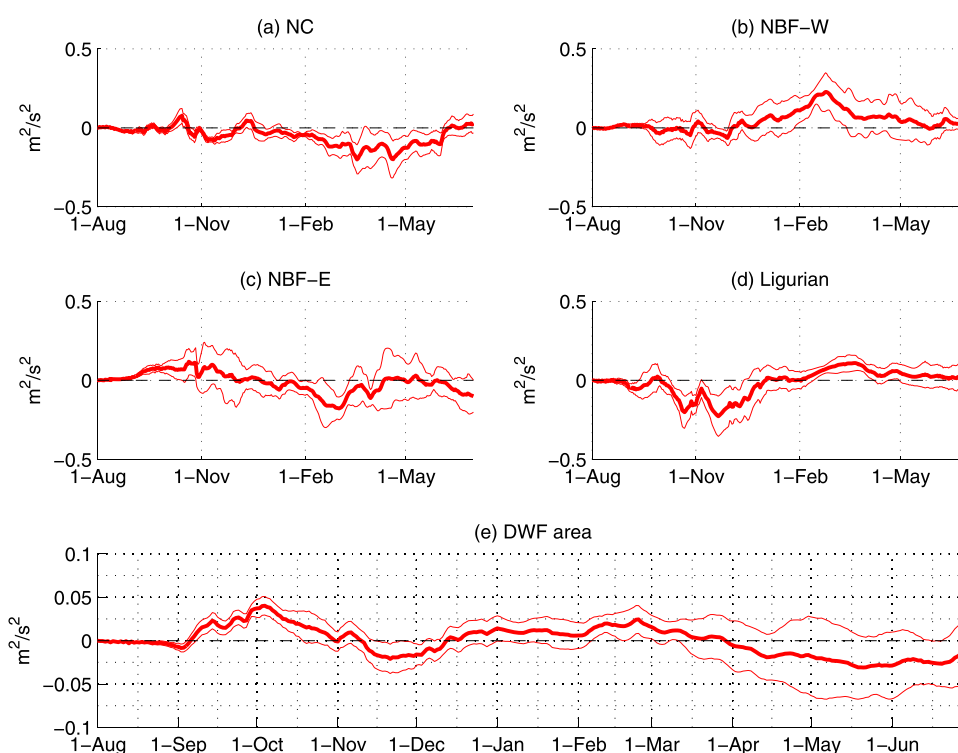 (a) NC
(b) NBF−W
0.5
0
−0.5
m²/s²
1−Aug 1−Nov 1−Feb 1−May
0.5
0
−0.5
m²/s²
1−Aug 1−Nov 1−Feb 1−May
(c) NBF−E
(d) Ligurian
0.5
0
−0.5
m²/s²
1−Aug 1−Nov 1−Feb 1−May
0.5
0
−0.5
m²/s²
1−Aug 1−Nov 1−Feb 1−May
(e) DWF area
0.1
0.05
0
−0.05
−0.1
m²/s²
1−Aug 1−Sep 1−Oct 1−Nov 1−Dec 1−Jan 1−Feb 1−Mar 1−Apr 1−May 1−Jun